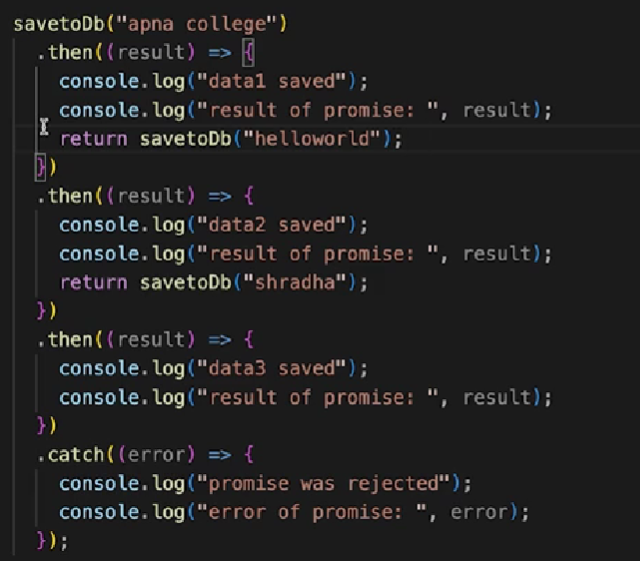 savetoDb("apna college")
  .then((result) => {
    console.log("data1 saved");
    console.log("result of promise: ", result);
    return savetoDb("helloworld");
  })
  .then((result) => {
    console.log("data2 saved");
    console.log("result of promise: ", result);
    return savetoDb("shradha");
  })
  .then((result) => {
    console.log("data3 saved");
    console.log("result of promise: ", result);
  })
  .catch((error) => {
    console.log("promise was rejected");
    console.log("error of promise: ", error);
  });